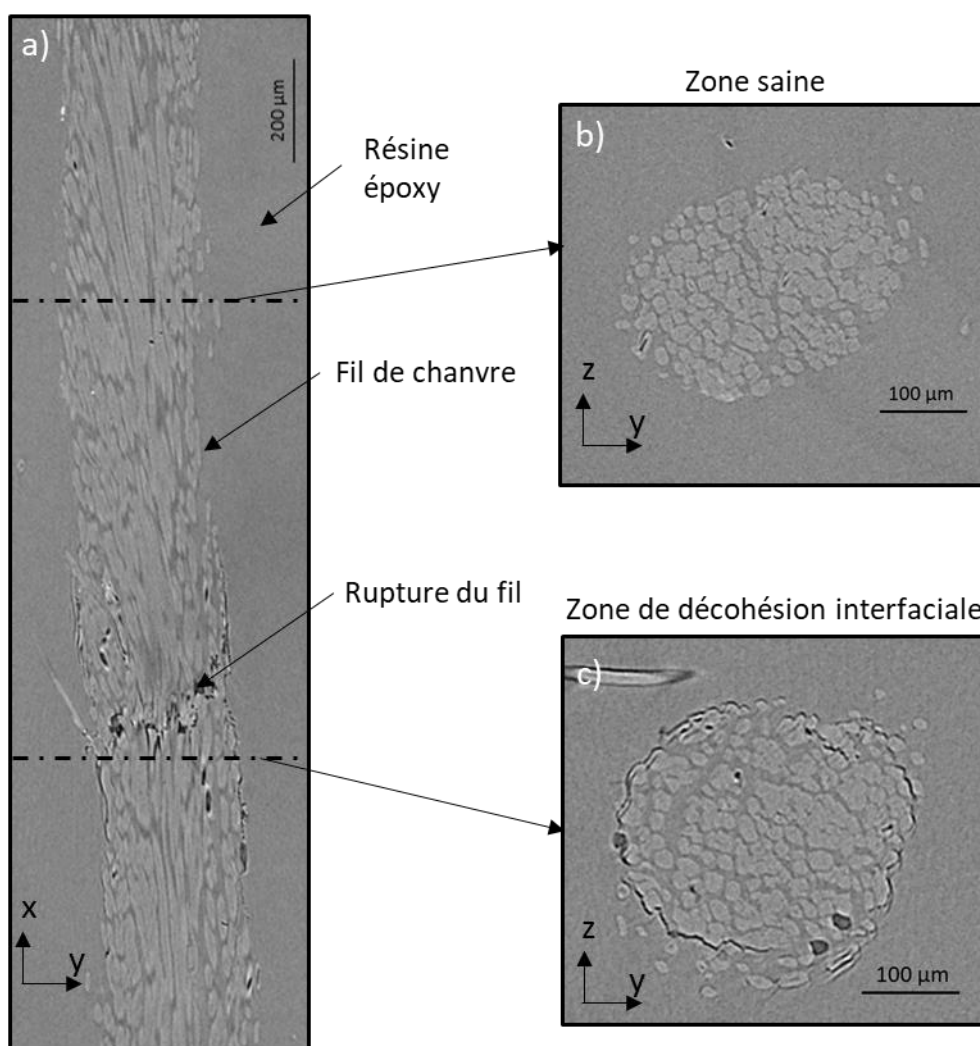 a)
200 µm
Résine
époxy
Fil de chanvre
Rupture du fil
x
y
Zone saine
b)
z
y
100 µm
Zone de décohésion interfaciale
c)
z
y
100 µm